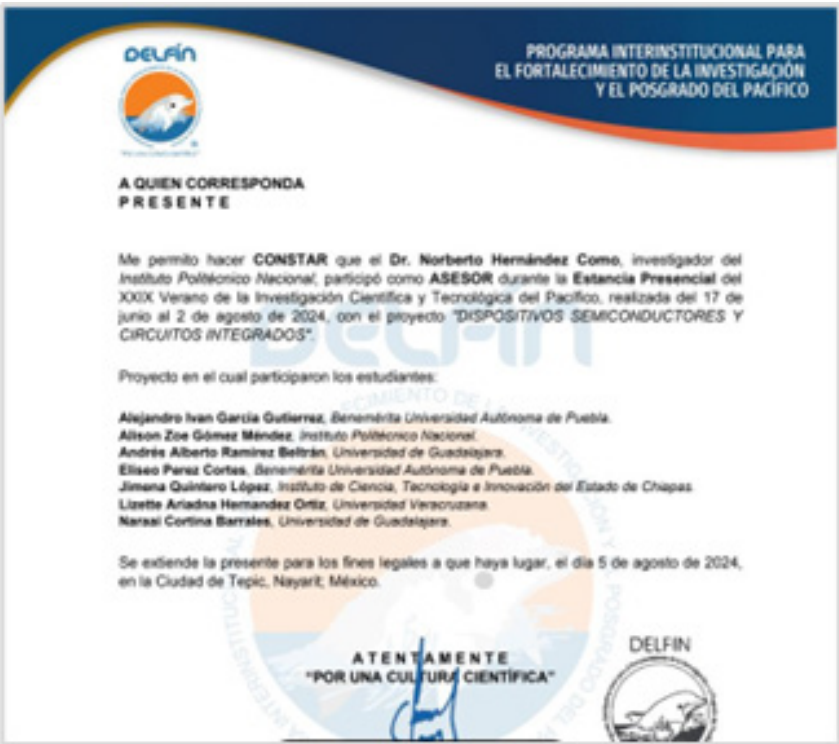 DELFÍN
PROGRAMA INTERINSTITUCIONAL PARA
EL FORTALECIMIENTO DE LA INVESTIGACIÓN
Y EL POSGRADO DEL PACÍFICO
A QUIEN CORRESPONDA
PRESENTE
Me permito hacer CONSTAR que el Dr. Norberto Hernández Como, investigador del
Instituto Politécnico Nacional, participó como ASESOR durante la Estancia Presencial del
XXIX Verano de la Investigación Científica y Tecnológica del Pacífico, realizada del 17 de
junio al 2 de agosto de 2024, con el proyecto "DISPOSITIVOS SEMICONDUCTORES Y
CIRCUITOS INTEGRADOS".
DELFIN
Proyecto en el cual participaron los estudiantes:
Alejandro Ivan García Gutierrez, Benemérita Universidad Autónoma de Puebla.
Alison Zoe Gómez Méndez, Instituto Politécnico Nacional.
Andrés Alberto Ramírez Beltrán, Universidad de Guadalajara.
Eliseo Perez Cortes, Benemérita Universidad Autónoma de Puebla.
Jimena Quintero López, Instituto de Ciencia, Tecnología e Innovación del Estado de Chiapas.
Lizette Ariadna Hernandez Ortiz, Universidad Veracruzana.
Narasi Cortina Barrales, Universidad de Guadalajara.
Se extiende la presente para los fines legales a que haya lugar, el día 5 de agosto de 2024,
en la Ciudad de Tepic, Nayarit; México.
ATENTAMENTE
"POR UNA CULTURA CIENTÍFICA"
DELFIN